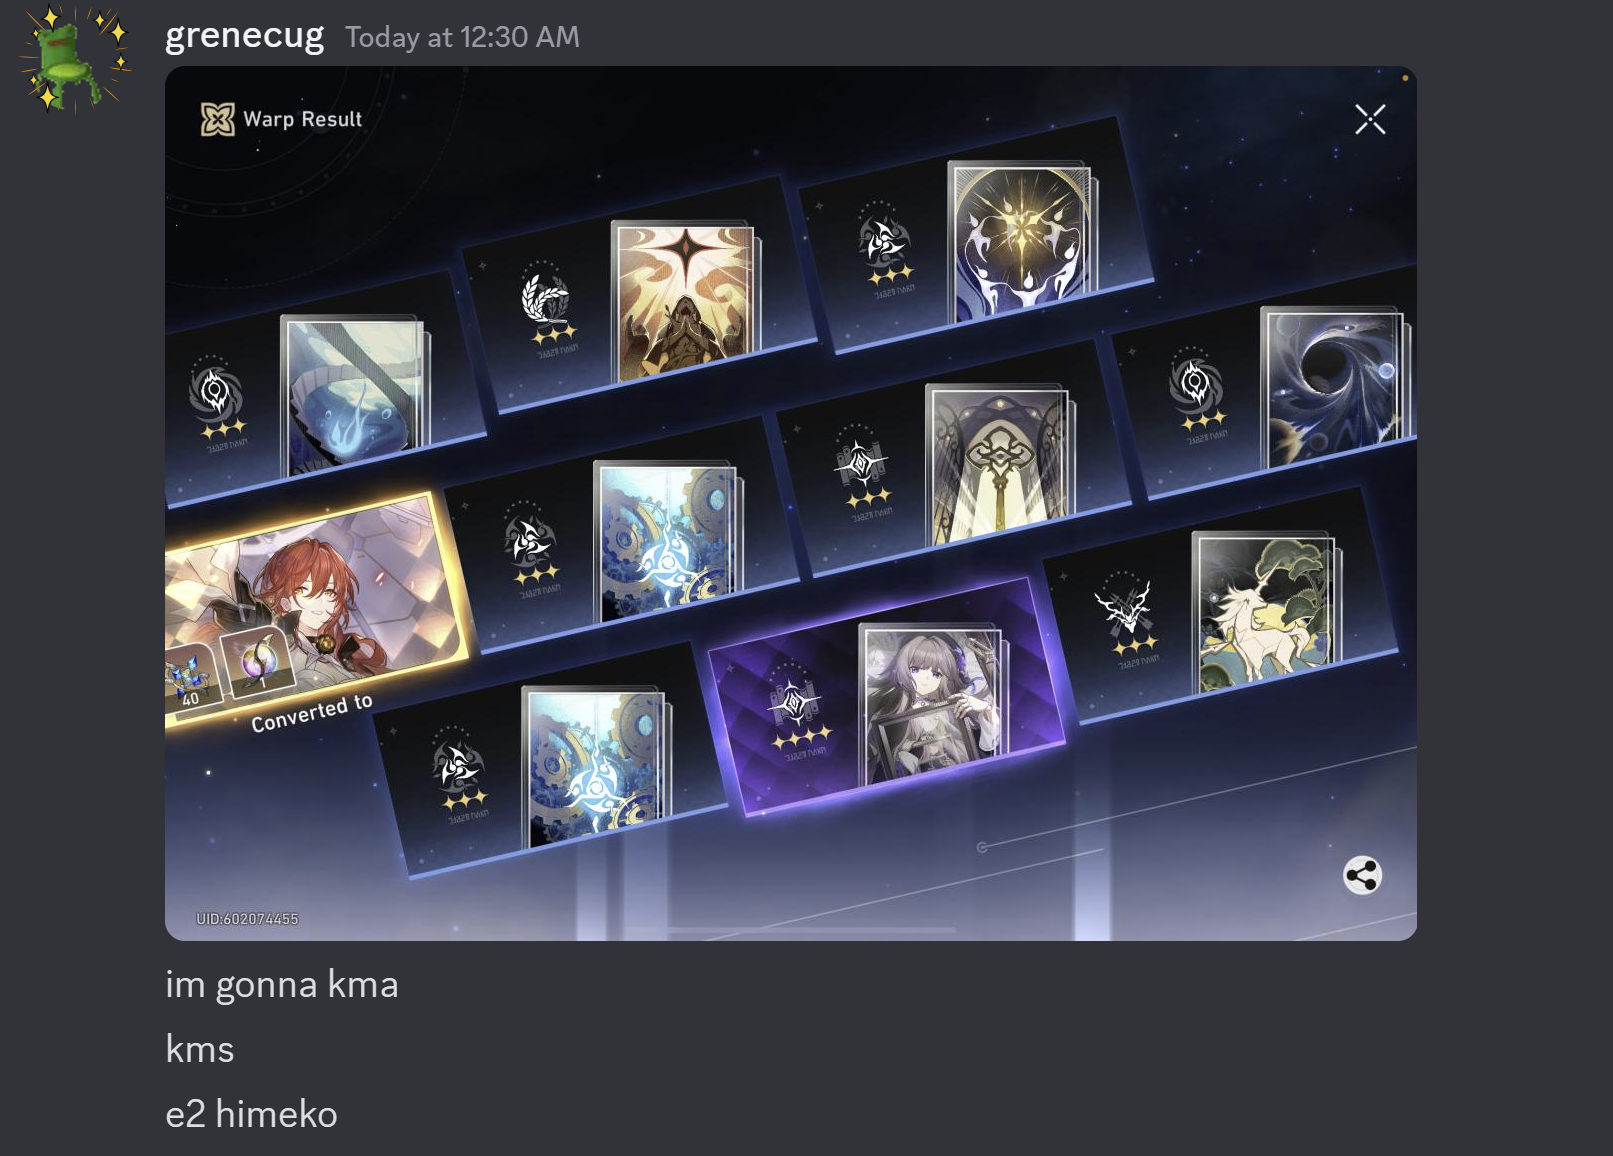 grenecug Today at 12:30 AM
Warp Result
40
1
Converted to
UID:602074455
im gonna kma
kms
e2 himeko